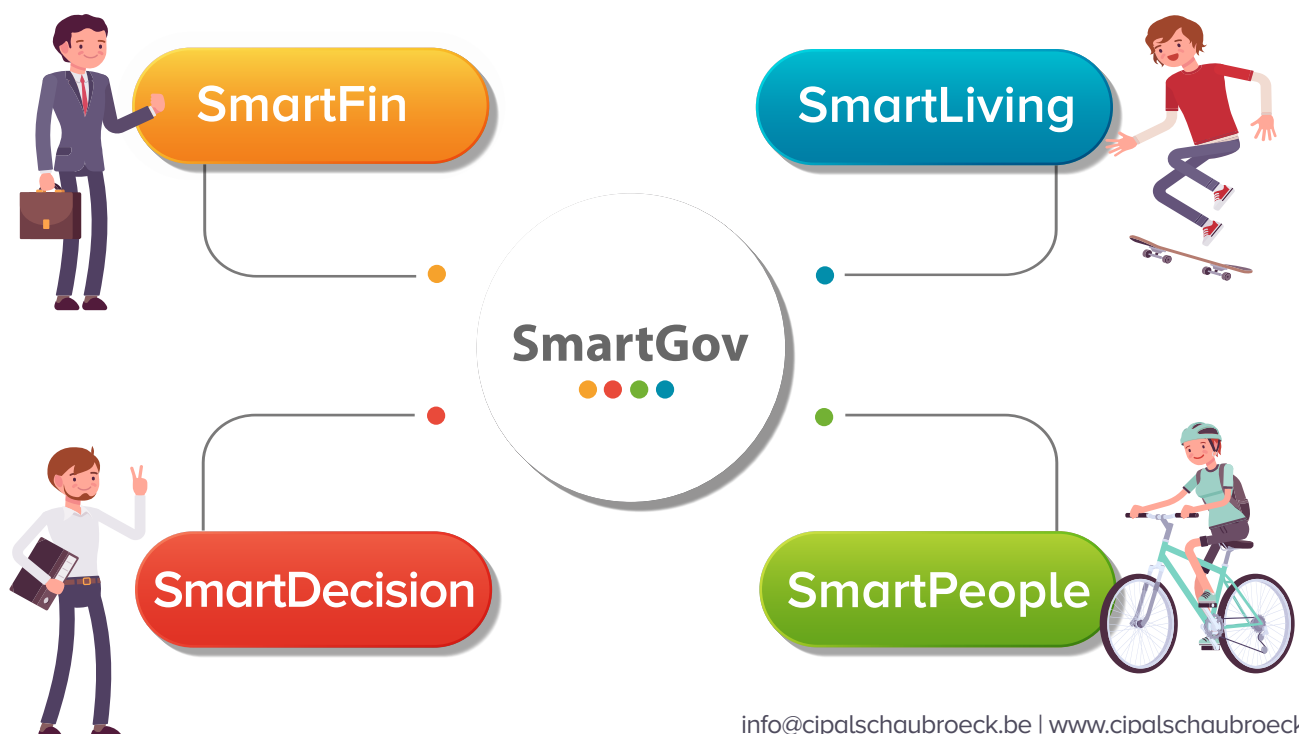 SmartFin
SmartLiving
SmartGov
SmartDecision
SmartPeople
info@cipalschaubroeck.be | www.cipalschaubroeck